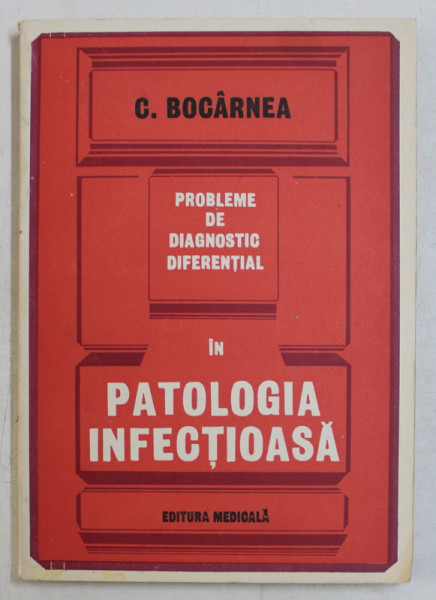 C. BOCÂRNEA
PROBLEME
DE
DIAGNOSTIC
DIFERENȚIAL
ÎN
PATOLOGIA
INFECȚIOASĂ
EDITURA MEDICALĂ